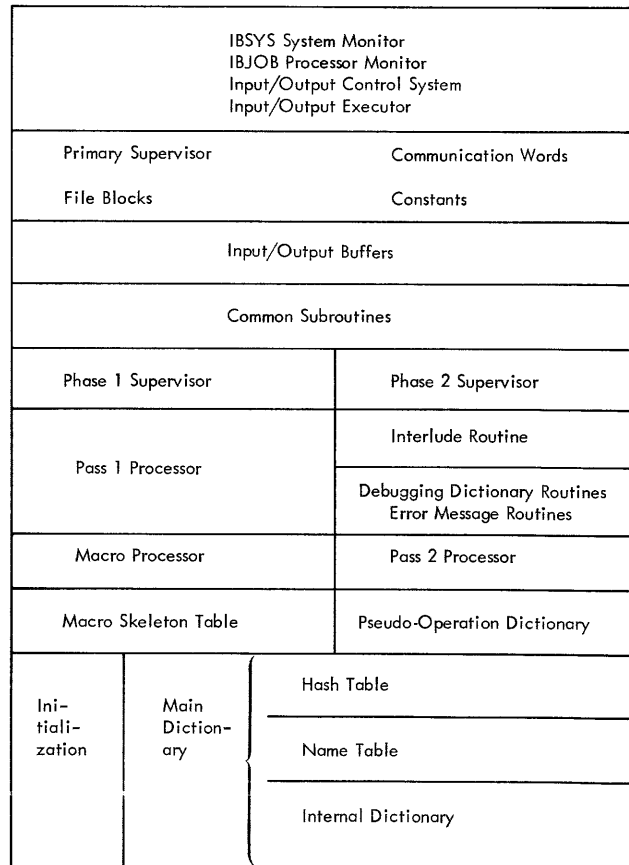 IBSYS System Monitor
IBJOB Processor Monitor
Input/Output Control System
Input/Output Executor
Primary Supervisor
Communication Words
File Blocks
Constants
Input/Output Buffers
Common Subroutines
Phase 1 Supervisor
Phase 2 Supervisor
Pass 1 Processor
Interlude Routine
Debugging Dictionary Routines
Error Message Routines
Macro Processor
Pass 2 Processor
Macro Skeleton Table
Pseudo-Operation Dictionary
Ini-
tiali-
zation
Main
Diction-
ary
Hash Table
Name Table
Internal Dictionary